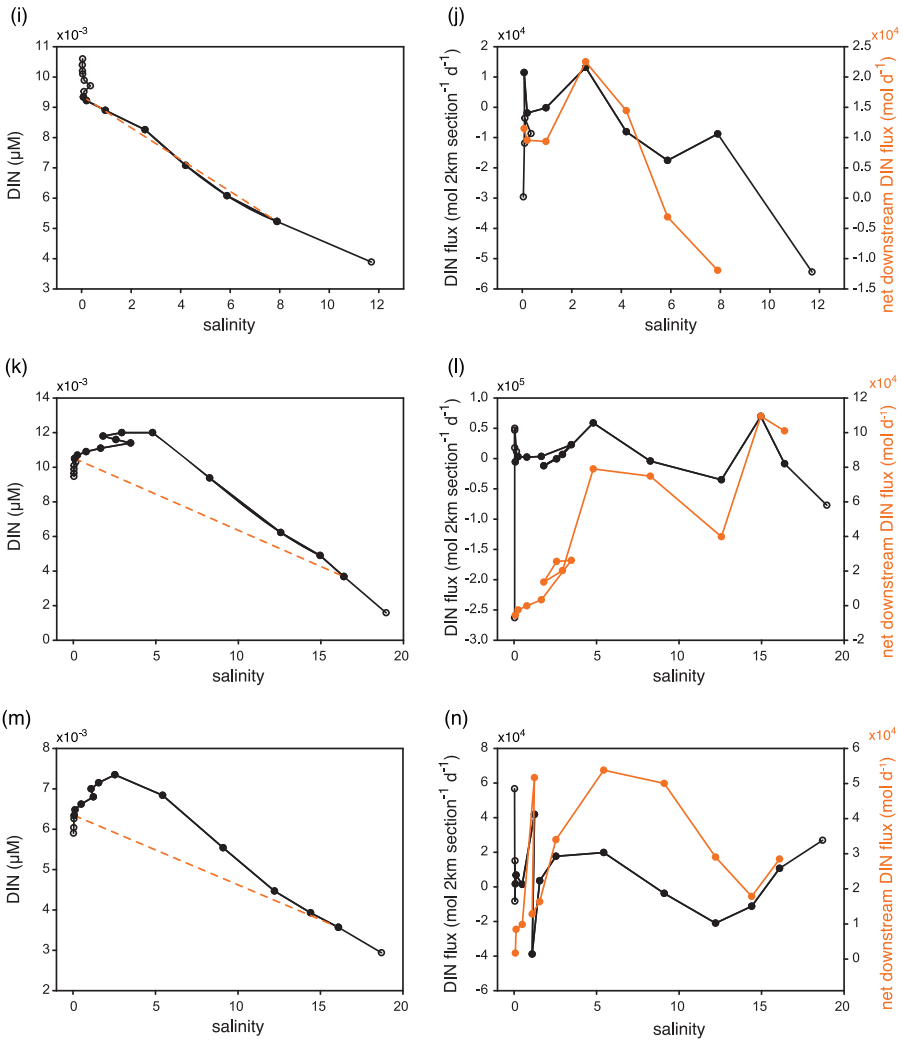 (i)
x10⁻³
11
10
9
8
7
6
5
4
3
DIN (µM)
0 2 4 6 8 10 12
salinity
(j)
x10⁴
x10⁴
2
1
0
-1
-2
-3
-4
-5
-6
DIN flux (mol 2km section⁻¹ d⁻¹)
2.5
2.0
1.5
1.0
0.5
0.0
-0.5
-1.0
-1.5
net downstream DIN flux (mol d⁻¹)
0 2 4 6 8 10 12
salinity
(k)
x10⁻³
14
12
10
8
6
4
2
0
DIN (µM)
0 5 10 15 20
salinity
(l)
x10⁵
x10⁴
1.0
0.5
0
-0.5
-1.0
-1.5
-2.0
-2.5
-3.0
DIN flux (mol 2km section⁻¹ d⁻¹)
12
10
8
6
4
2
0
-2
net downstream DIN flux (mol d⁻¹)
0 5 10 15 20
salinity
(m)
x10⁻³
8
7
6
5
4
3
2
DIN (µM)
0 5 10 15 20
salinity
(n)
x10⁴
x10⁴
8
6
4
2
0
-2
-4
-6
DIN flux (mol 2km section⁻¹ d⁻¹)
6
5
4
3
2
1
0
net downstream DIN flux (mol d⁻¹)
0 5 10 15 20
salinity